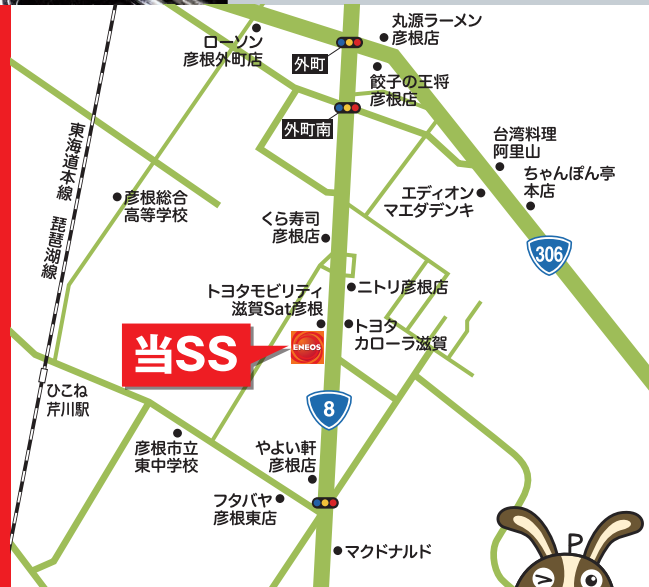 丸源ラーメン
彦根店
ローソン
彦根外町店
外町
餃子の王将
彦根店
外町南
台湾料理
阿里山
東海道本線 琵琶湖線
ちゃんぽん亭
本店
彦根総合
高等学校
エディオン
マエダデンキ
くら寿司
彦根店
306
ニトリ彦根店
トヨタモビリティ
滋賀Sat彦根
トヨタ
カローラ滋賀
当SS
ENEOS
ひこね
芹川駅
8
彦根市立
東中学校
やよい軒
彦根店
フタバヤ
彦根東店
マクドナルド
P